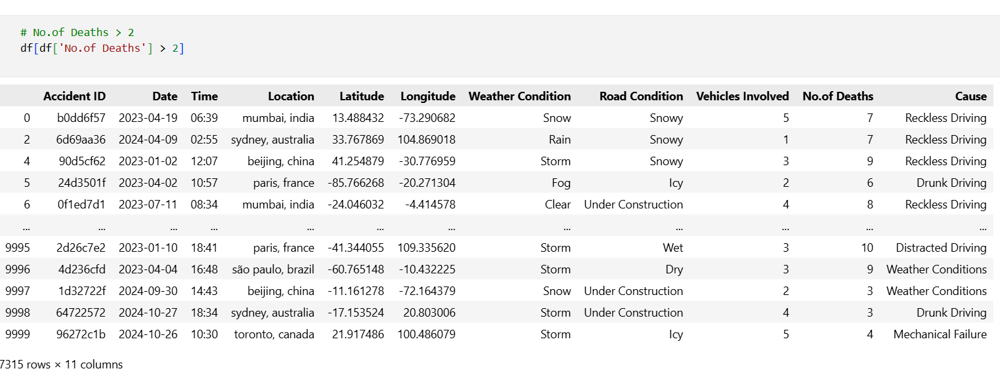 # No.of Deaths > 2
df[df['No.of Deaths'] > 2]
Accident ID Date Time Location Latitude Longitude Weather Condition Road Condition Vehicles Involved No.of Deaths Cause
0 b0dd6f57 2023-04-19 06:39 mumbai, india 13.488432 -73.290682 Snow Snowy 5 7 Reckless Driving
2 6d69aa36 2024-04-09 02:55 sydney, australia 33.767869 104.869018 Rain Snowy 1 7 Reckless Driving
4 90d5cf62 2023-01-02 12:07 beijing, china 41.254879 -30.776959 Storm Snowy 3 9 Reckless Driving
5 24d3501f 2023-04-02 10:57 paris, france -85.766268 -20.271304 Fog Icy 2 6 Drunk Driving
6 0f1ed7d1 2023-07-11 08:34 mumbai, india -24.046032 -4.414578 Clear Under Construction 4 8 Reckless Driving
... ... ... ... ... ... ... ... ... ... ... ...
9995 2d26c7e2 2023-01-10 18:41 paris, france -41.344055 109.335620 Storm Wet 3 10 Distracted Driving
9996 4d236cfd 2023-04-04 16:48 são paulo, brazil -60.765148 -10.432225 Storm Dry 3 9 Weather Conditions
9997 1d32722f 2024-09-30 14:43 beijing, china -11.161278 -72.164379 Snow Under Construction 2 3 Weather Conditions
9998 64722572 2024-10-27 18:34 sydney, australia -17.153524 20.803006 Storm Under Construction 4 3 Drunk Driving
9999 96272c1b 2024-10-26 10:30 toronto, canada 21.917486 100.486079 Storm Icy 5 4 Mechanical Failure
7315 rows × 11 columns